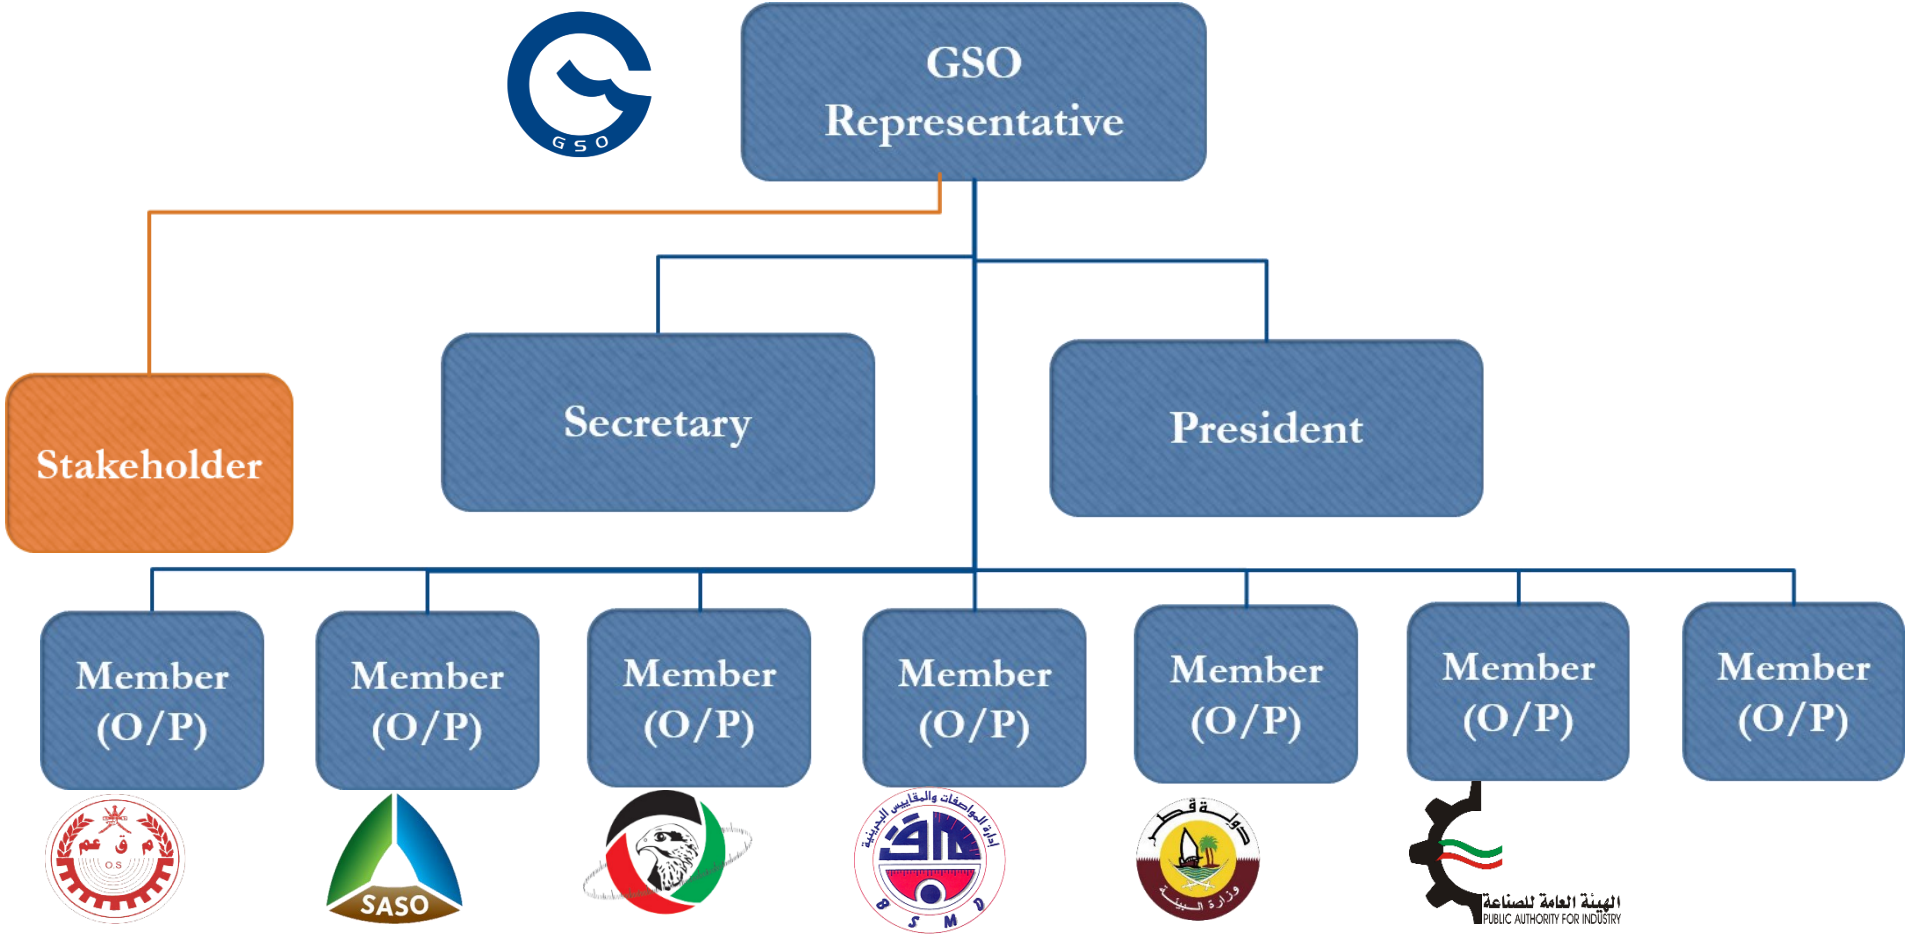 GSO
GSO
Representative
Stakeholder
Secretary
President
Member
(O/P)
Member
(O/P)
Member
(O/P)
Member
(O/P)
Member
(O/P)
Member
(O/P)
Member
(O/P)
م ق عم
O S
SASO
إدارة المواصفات والمقاييس البحرينية
B S M D
دولة قطر
وزارة البيئة
الهيئة العامة للصناعة
PUBLIC AUTHORITY FOR INDUSTRY